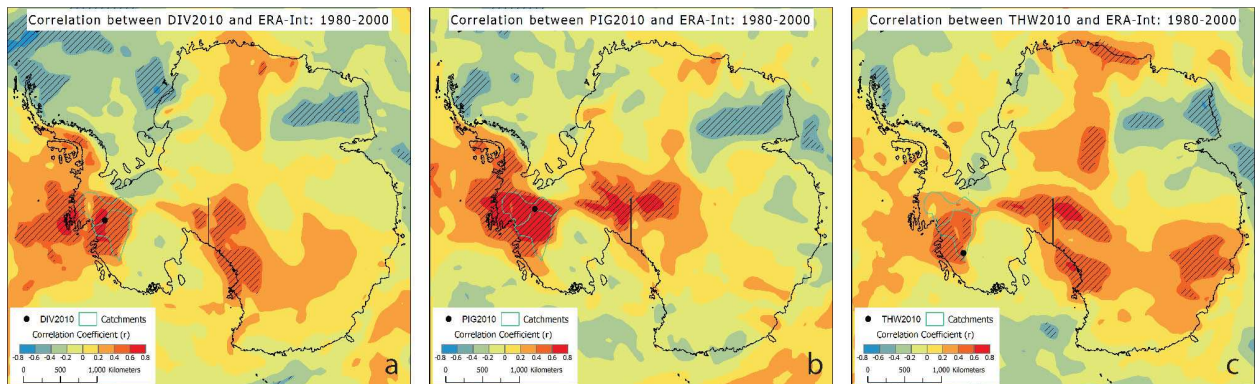 Correlation between DIV2010 and ERA-Int: 1980-2000
DIV2010 Catchments
Correlation Coefficient (r)
-0.8 -0.6 -0.4 -0.2 0 0.2 0.4 0.6 0.8
0 500 1,000 Kilometers
a
Correlation between PIG2010 and ERA-Int: 1980-2000
PIG2010 Catchments
Correlation Coefficient (r)
-0.8 -0.6 -0.4 -0.2 0 0.2 0.4 0.6 0.8
0 500 1,000 Kilometers
b
Correlation between THW2010 and ERA-Int: 1980-2000
THW2010 Catchments
Correlation Coefficient (r)
-0.8 -0.6 -0.4 -0.2 0 0.2 0.4 0.6 0.8
0 500 1,000 Kilometers
c